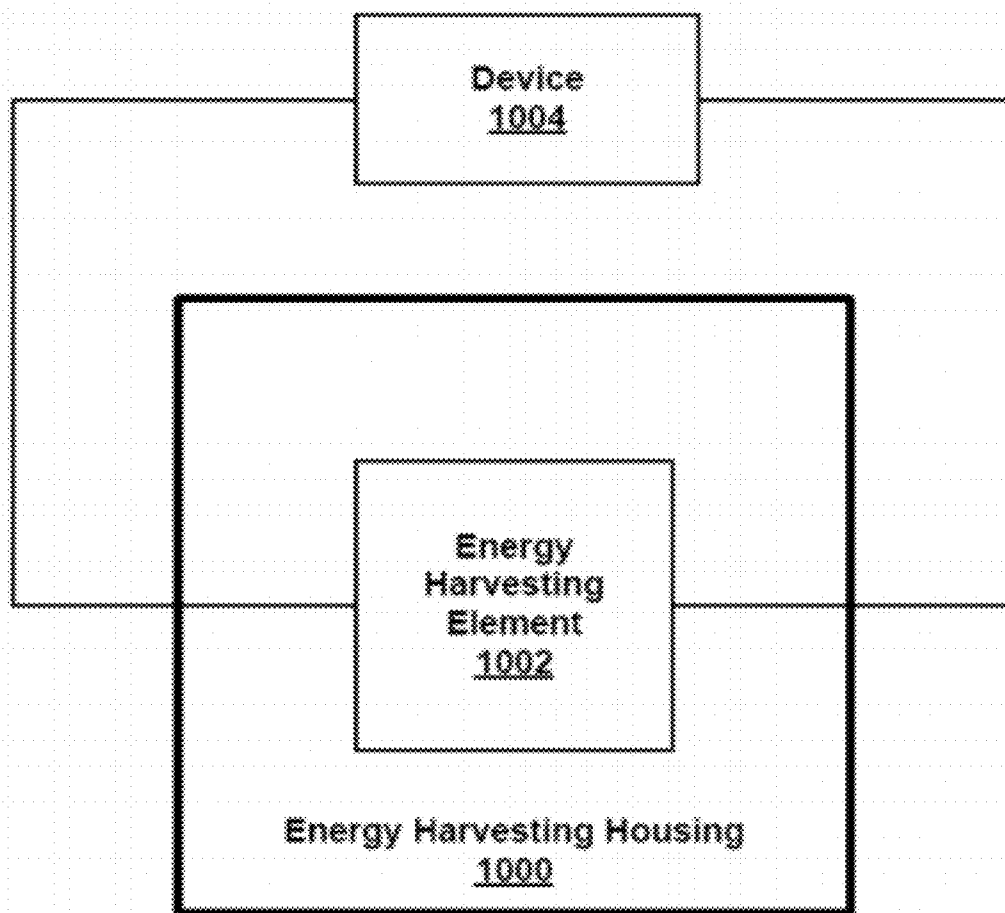 Device
1004
Energy
Harvesting
Element
1002
Energy Harvesting Housing
1000